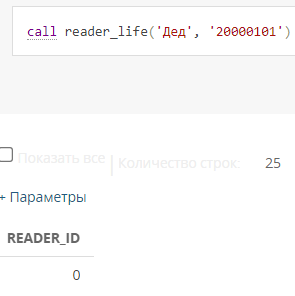 call reader_life('Дед', '20000101')
Показать все
Количество строк: 25
+ Параметры
READER_ID
0